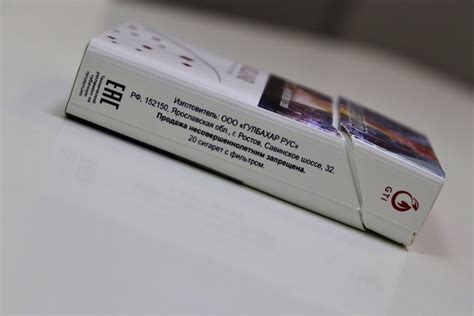 EAC
Изготовитель: ООО «ГУЛБАХАР РУС»
РФ, 152150, Ярославская обл., г. Ростов, Савинское шоссе, 32.
Продажа несовершеннолетним запрещена.
20 сигарет с фильтром.
GTI